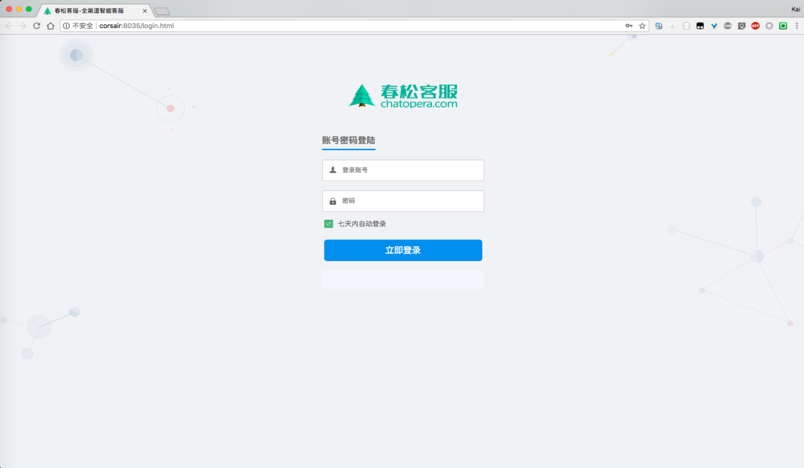 春松客服-全渠道智能客服
Kai
不安全 corsair:8035/login.html
春松客服
chatopera.com
账号密码登陆
登录账号
密码
七天内自动登录
立即登录